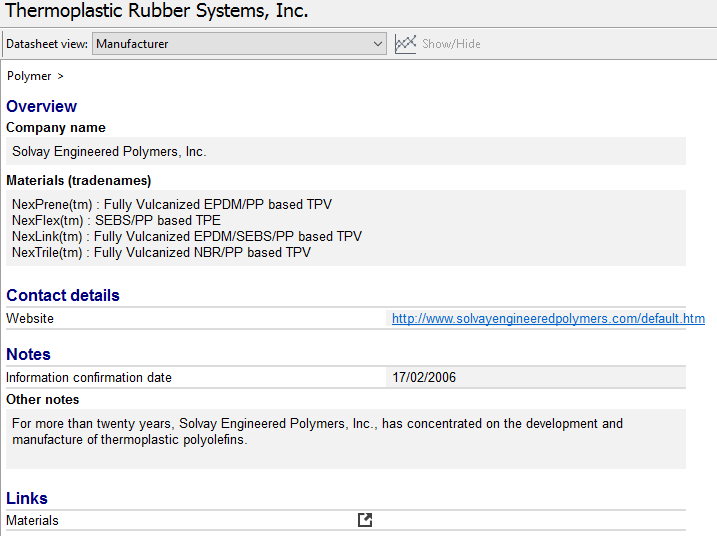 Thermoplastic Rubber Systems, Inc.
Datasheet view: Manufacturer Show/Hide
Polymer >
Overview
Company name
Solvay Engineered Polymers, Inc.
Materials (tradenames)
NexPrene(tm) : Fully Vulcanized EPDM/PP based TPV
NexFlex(tm) : SEBS/PP based TPE
NexLink(tm) : Fully Vulcanized EPDM/SEBS/PP based TPV
NexTrile(tm) : Fully Vulcanized NBR/PP based TPV
Contact details
Website http://www.solvayengineeredpolymers.com/default.htm
Notes
Information confirmation date 17/02/2006
Other notes
For more than twenty years, Solvay Engineered Polymers, Inc., has concentrated on the development and
manufacture of thermoplastic polyolefins.
Links
Materials